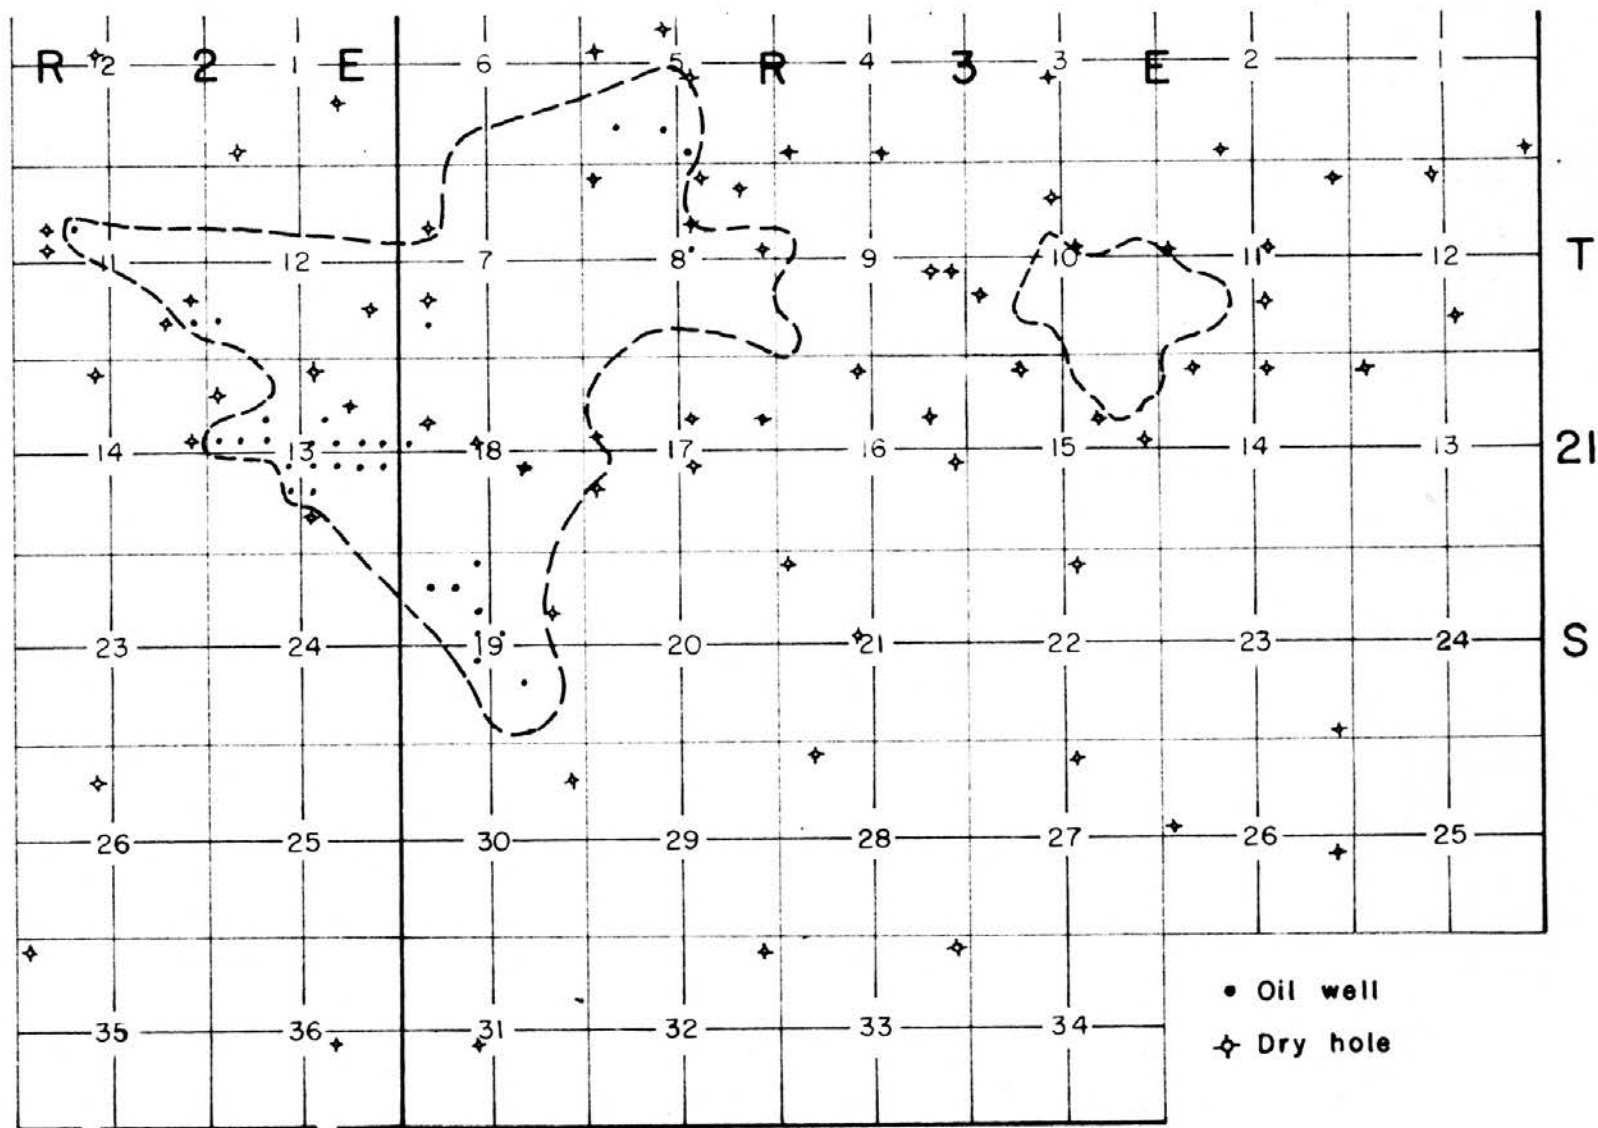 R 2 2 1 E 6 5 R 4 3 3 E 2 1
11 12 7 8 9 10 11 12 T
14 13 18 17 16 15 14 13 21
23 24 19 20 21 22 23 24 S
26 25 30 29 28 27 26 25
Oil well
35 36 31 32 33 34
Dry hole